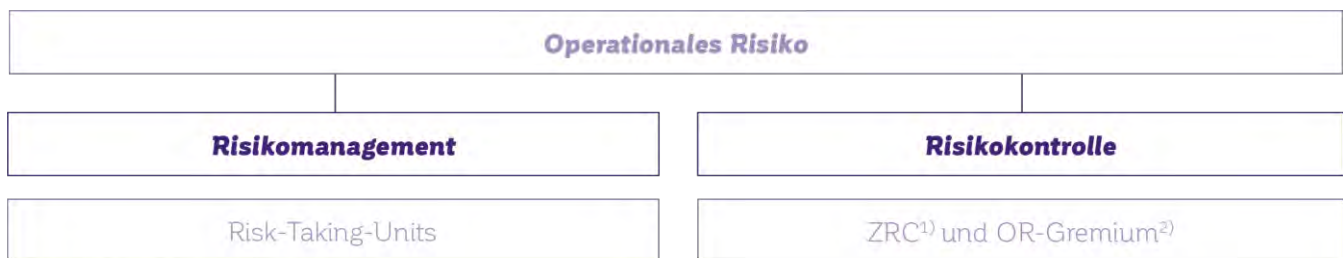 Operationales Risiko
Risikomanagement
Risikokontrolle
Risk-Taking-Units
ZRC¹⁾ und OR-Gremium²⁾